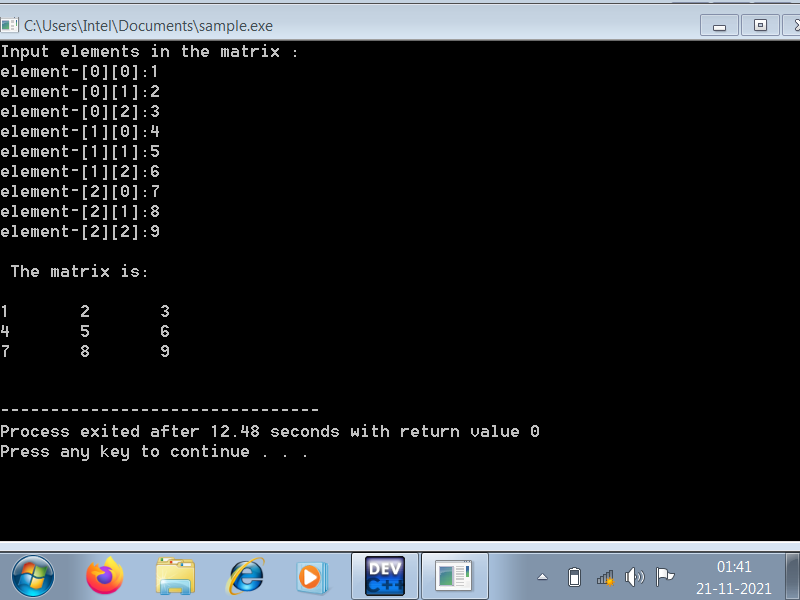 C:\Users\Intel\Documents\sample.exe
Input elements in the matrix :
element-[0][0]:1
element-[0][1]:2
element-[0][2]:3
element-[1][0]:4
element-[1][1]:5
element-[1][2]:6
element-[2][0]:7
element-[2][1]:8
element-[2][2]:9
The matrix is:
1 2 3
4 5 6
7 8 9
--------------------------------
Process exited after 12.48 seconds with return value 0
Press any key to continue . . .
DEV
C++
01:41
21-11-2021